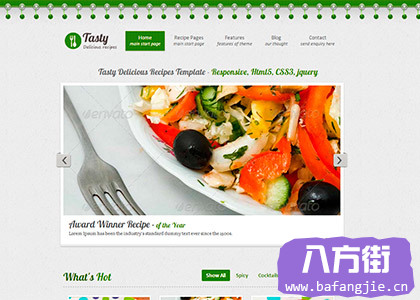 Tasty
Delicious recipes
Home
main start page
Recipe Pages
main start page
Features
features of theme
Blog
our thought
Contact
send enquiry here
Tasty Delicious Recipes Template - Responsive, Html5, CSS3, jquery
envato
Award Winner Recipe - of the Year
Lorem Ipsum has been the industry's standard dummy text ever since the 1500s.
What's Hot
Show All
Spicy
Cocktails
八方街
www.bafangjie.cn